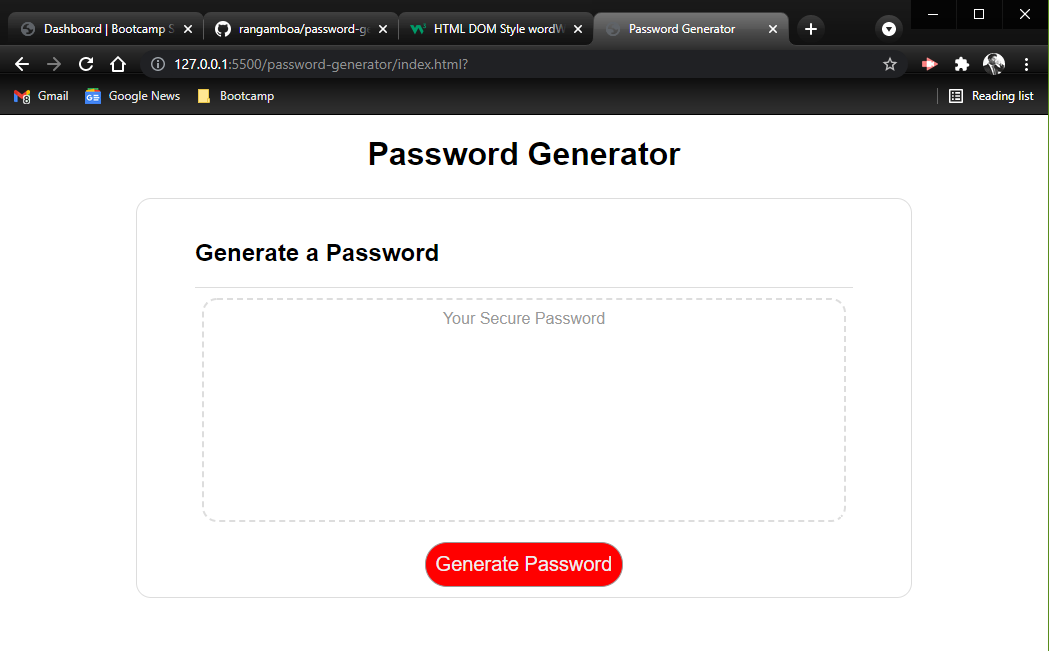 Dashboard | Bootcamp S
rangamboa/password-ge
HTML DOM Style wordW
Password Generator
127.0.0.1:5500/password-generator/index.html?
Gmail
Google News
Bootcamp
Reading list
Password Generator
Generate a Password
Your Secure Password
Generate Password